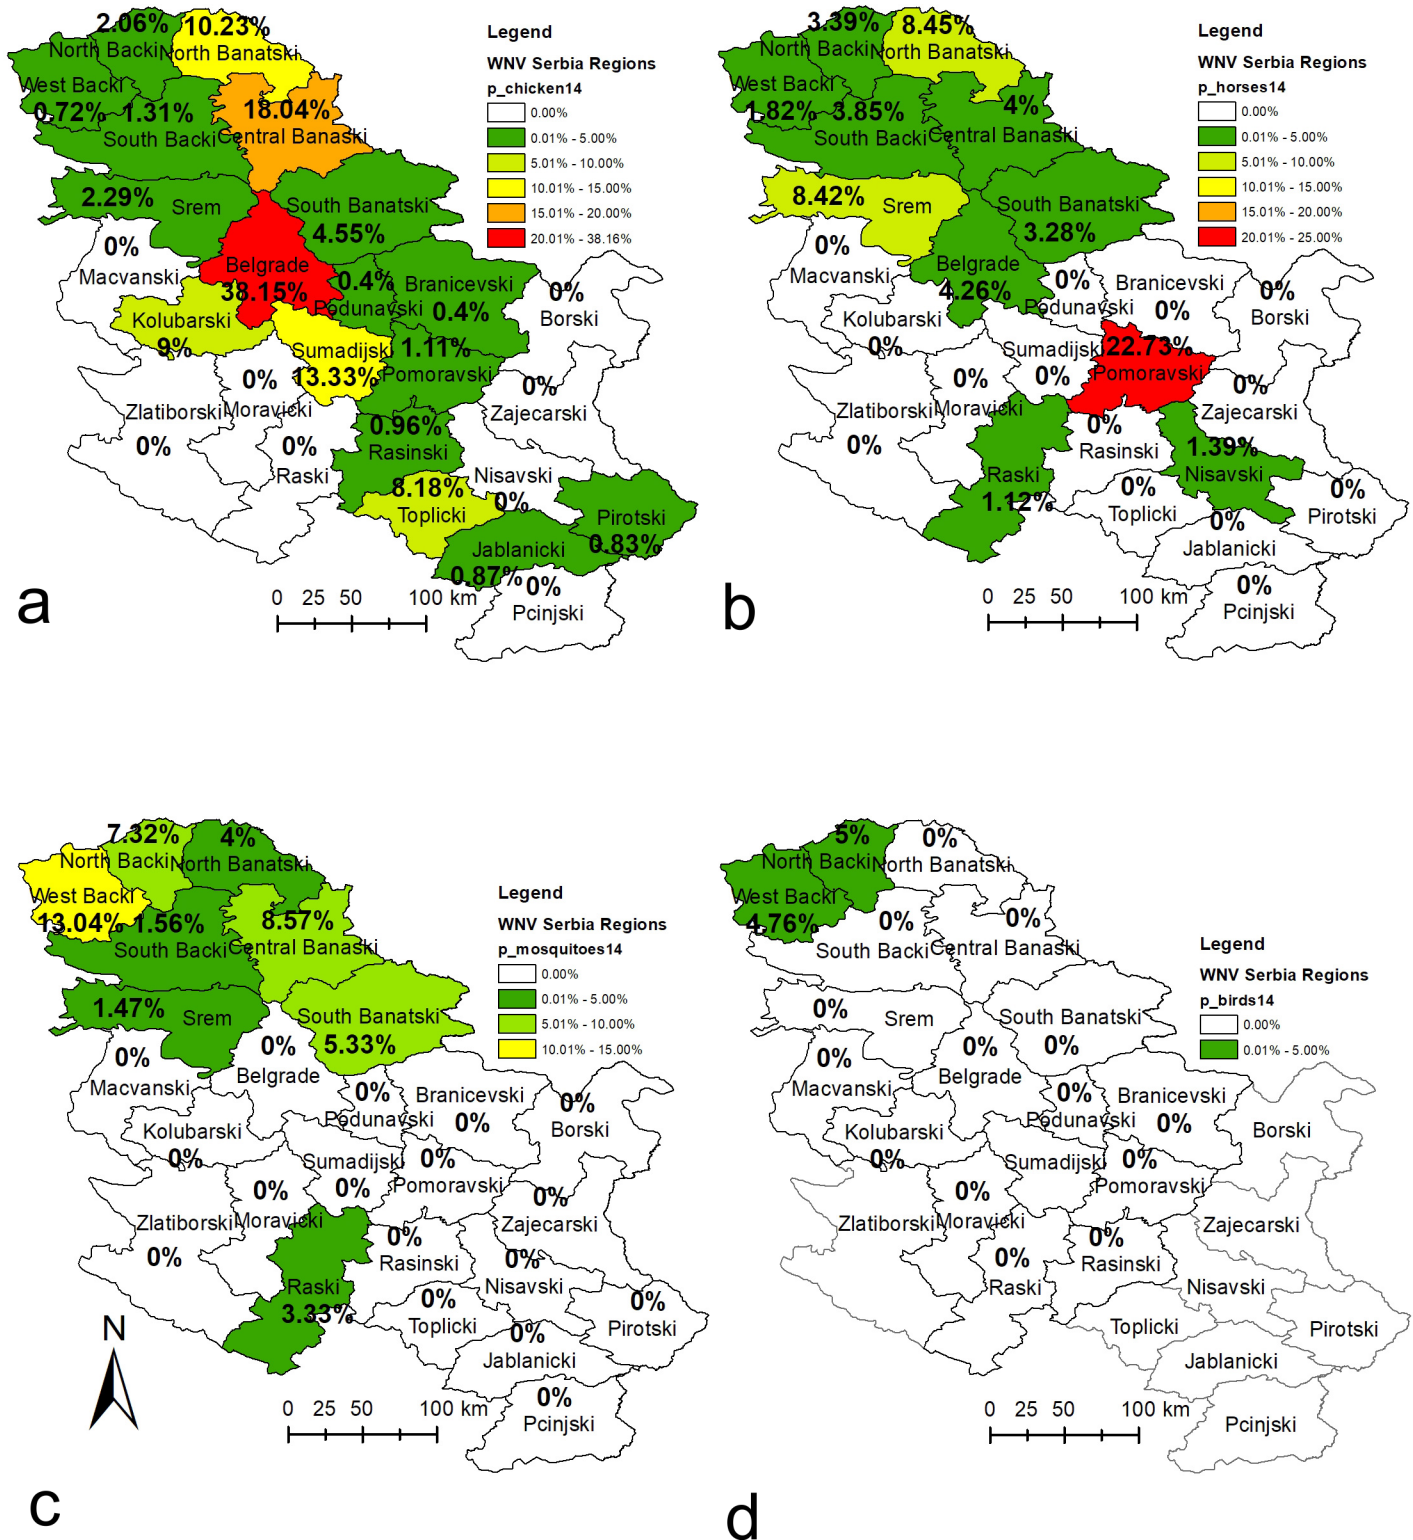 2.06%
10.23%
North Backi
North Banatski
West Backi
0.72%
1.31%
18.04%
South Backi
Central Banaski
2.29%
Srem
South Banatski
4.55%
0%
Macvanski
Belgrade
38.15%
0.4%
Podunavski
Branicevski
0.4%
0%
Borski
Kolubarski
9%
Sumadijski
13.33%
1.11%
Pomoravski
0%
Zajecarski
0%
Moravicki
Zlatiborski
0%
0%
Raski
0.96%
Rasinski
Nisavski
0%
8.18%
Toplicki
Pirotski
0.83%
Jablanicki
0.87%
0%
Pcinjski
Legend
WNV Serbia Regions
p_chicken14
0.00%
0.01% - 5.00%
5.01% - 10.00%
10.01% - 15.00%
15.01% - 20.00%
20.01% - 38.16%
0 25 50 100 km
a
3.39%
8.45%
North Backi
North Banatski
West Backi
1.82%
3.85%
4%
South Backi
Central Banaski
8.42%
Srem
South Banatski
3.28%
0%
Macvanski
Belgrade
4.26%
0%
Podunavski
Branicevski
0%
0%
Borski
Kolubarski
0%
Sumadijski
0%
22.73%
Pomoravski
0%
Zajecarski
0%
Moravicki
Zlatiborski
0%
Raski
1.12%
0%
Rasinski
1.39%
Nisavski
0%
Toplicki
0%
Pirotski
0%
Jablanicki
0%
Pcinjski
Legend
WNV Serbia Regions
p_horses14
0.00%
0.01% - 5.00%
5.01% - 10.00%
10.01% - 15.00%
15.01% - 20.00%
20.01% - 25.00%
0 25 50 100 km
b
7.32%
4%
North Backi
North Banatski
West Backi
13.04%
1.56%
8.57%
South Backi
Central Banaski
1.47%
Srem
South Banatski
5.33%
0%
Macvanski
0%
Belgrade
0%
Podunavski
Branicevski
0%
0%
Borski
Kolubarski
0%
Sumadijski
0%
0%
Pomoravski
0%
Zajecarski
0%
Moravicki
Zlatiborski
0%
Raski
3.33%
0%
Rasinski
0%
Nisavski
0%
Toplicki
0%
Pirotski
0%
Jablanicki
0%
Pcinjski
Legend
WNV Serbia Regions
p_mosquitoes14
0.00%
0.01% - 5.00%
5.01% - 10.00%
10.01% - 15.00%
N
0 25 50 100 km
c
5%
0%
North Backi
North Banatski
West Backi
4.76%
0%
0%
South Backi
Central Banaski
0%
Srem
South Banatski
0%
0%
Macvanski
0%
Belgrade
0%
Podunavski
Branicevski
0%
Borski
Kolubarski
0%
Sumadijski
0%
Pomoravski
Zajecarski
0%
Moravicki
Zlatiborski
0%
Raski
0%
Rasinski
Nisavski
Toplicki
Pirotski
Jablanicki
Pcinjski
Legend
WNV Serbia Regions
p_birds14
0.00%
0.01% - 5.00%
0 25 50 100 km
d